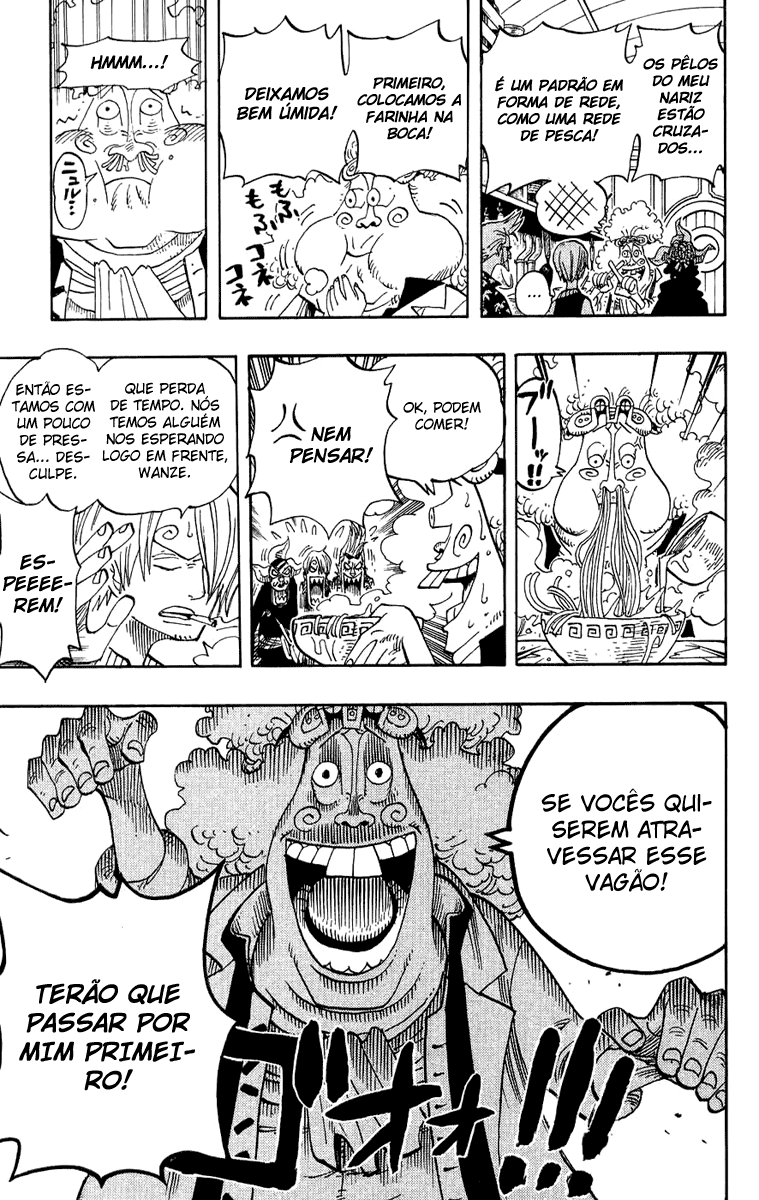 OS PÊLOS
DO MEU
NARIZ
ESTÃO
CRUZA-
DOS...
É UM PADRÃO EM
FORMA DE REDE,
COMO UMA REDE
DE PESCA!
...
PRIMEIRO,
COLOCAMOS A
FARINHA NA
BOCA!
DEIXAMOS
BEM ÚMIDA!
もふ
もふ
コネ
コネ
HMMM...!
ニュ!!…
ブーッ!!
OK, PODEM
COMER!
NEM
PENSAR!
QUE PERDA
DE TEMPO. NÓS
TEMOS ALGUÉM
NOS ESPERANDO
LOGO EM FRENTE,
WANZE.
ENTÃO ES-
TAMOS COM
UM POUCO
DE PRES-
SA... DES-
CULPE.
ES-
PEEEE-
REM!
SE VOCÊS QUI-
SEREM ATRA-
VESSAR ESSE
VAGÃO!
TERÃO QUE
PASSAR POR
MIM PRIMEI-
RO!
ゴオォ!!!